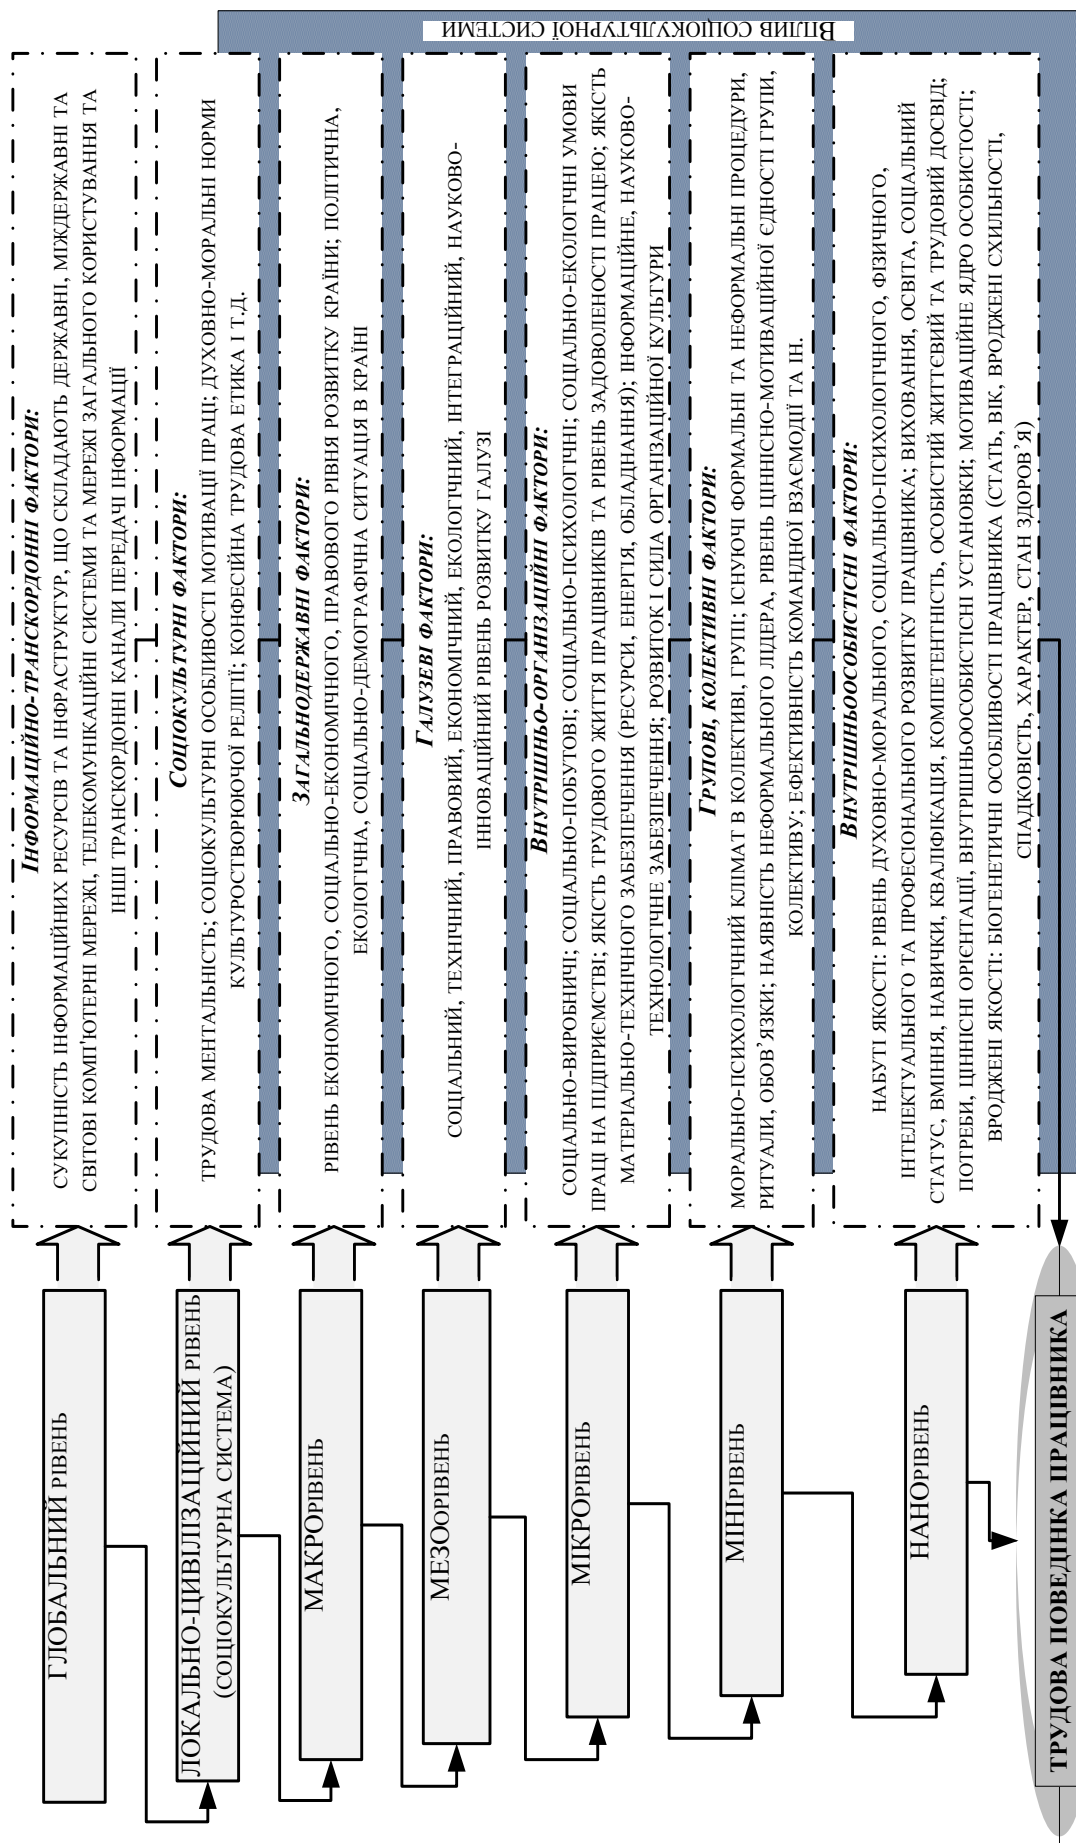 ГЛОБАЛЬНИЙ РІВЕНЬ
ІНФОРМАЦІЙНО-ТРАНСКОРДОННІ ФАКТОРИ:
СУКУПНІСТЬ ІНФОРМАЦІЙНИХ РЕСУРСІВ ТА ІНФРАСТРУКТУР, ЩО СКЛАДАЮТЬ ДЕРЖАВНІ, МІЖДЕРЖАВНІ ТА
СВІТОВІ КОМП'ЮТЕРНІ МЕРЕЖІ, ТЕЛЕКОМУНІКАЦІЙНІ СИСТЕМИ ТА МЕРЕЖІ ЗАГАЛЬНОГО КОРИСТУВАННЯ ТА
ІНШІ ТРАНСКОРДОННІ КАНАЛИ ПЕРЕДАЧІ ІНФОРМАЦІЇ
ЛОКАЛЬНО-ЦИВІЛІЗАЦІЙНИЙ РІВЕНЬ
(СОЦІОКУЛЬТУРНА СИСТЕМА)
СОЦІОКУЛЬТУРНІ ФАКТОРИ:
ТРУДОВА МЕНТАЛЬНІСТЬ; СОЦІОКУЛЬТУРНІ ОСОБЛИВОСТІ МОТИВАЦІЇ ПРАЦІ; ДУХОВНО-МОРАЛЬНІ НОРМИ
КУЛЬТУРОСТВОРЮЮЧОЇ РЕЛІГІЇ; КОНФЕСІЙНА ТРУДОВА ЕТИКА І Т.Д.
МАКРОРІВЕНЬ
ЗАГАЛЬНОДЕРЖАВНІ ФАКТОРИ:
РІВЕНЬ ЕКОНОМІЧНОГО, СОЦІАЛЬНО-ЕКОНОМІЧНОГО, ПРАВОВОГО РІВНЯ РОЗВИТКУ КРАЇНИ; ПОЛІТИЧНА,
ЕКОЛОГІЧНА, СОЦІАЛЬНО-ДЕМОГРАФІЧНА СИТУАЦІЯ В КРАЇНІ
МЕЗООРІВЕНЬ
ГАЛУЗЕВІ ФАКТОРИ:
СОЦІАЛЬНИЙ, ТЕХНІЧНИЙ, ПРАВОВИЙ, ЕКОНОМІЧНИЙ, ЕКОЛОГІЧНИЙ, ІНТЕГРАЦІЙНИЙ, НАУКОВО-
ІННОВАЦІЙНИЙ РІВЕНЬ РОЗВИТКУ ГАЛУЗІ
МІКРОРІВЕНЬ
ВНУТРІШНЬО-ОРГАНІЗАЦІЙНІ ФАКТОРИ:
СОЦІАЛЬНО-ВИРОБНИЧІ; СОЦІАЛЬНО-ПОБУТОВІ; СОЦІАЛЬНО-ПСИХОЛОГІЧНІ; СОЦІАЛЬНО-ЕКОЛОГІЧНІ УМОВИ
ПРАЦІ НА ПІДПРИЄМСТВІ; ЯКІСТЬ ТРУДОВОГО ЖИТТЯ ПРАЦІВНИКІВ ТА РІВЕНЬ ЗАДОВОЛЕНОСТІ ПРАЦЕЮ; ЯКІСТЬ
МАТЕРІАЛЬНО-ТЕХНІЧНОГО ЗАБЕЗПЕЧЕННЯ (РЕСУРСИ, ЕНЕРГІЯ, ОБЛАДНАННЯ); ІНФОРМАЦІЙНЕ, НАУКОВО-
ТЕХНОЛОГІЧНЕ ЗАБЕЗПЕЧЕННЯ; РОЗВИТОК І СИЛА ОРГАНІЗАЦІЙНОЇ КУЛЬТУРИ
МІНІРІВЕНЬ
ГРУПОВІ, КОЛЕКТИВНІ ФАКТОРИ:
МОРАЛЬНО-ПСИХОЛОГІЧНИЙ КЛІМАТ В КОЛЕКТИВІ, ГРУПІ; ІСНУЮЧІ ФОРМАЛЬНІ ТА НЕФОРМАЛЬНІ ПРОЦЕДУРИ,
РИТУАЛИ, ОБОВ'ЯЗКИ; НАЯВНІСТЬ НЕФОРМАЛЬНОГО ЛІДЕРА, РІВЕНЬ ЦІННІСНО-МОТИВАЦІЙНОЇ ЄДНОСТІ ГРУПИ,
КОЛЕКТИВУ; ЕФЕКТИВНІСТЬ КОМАНДНОЇ ВЗАЄМОДІЇ ТА ІН.
НАНОРІВЕНЬ
ВНУТРІШНЬООСОБИСТІСНІ ФАКТОРИ:
НАБУТІ ЯКОСТІ: РІВЕНЬ ДУХОВНО-МОРАЛЬНОГО, СОЦІАЛЬНО-ПСИХОЛОГІЧНОГО, ФІЗИЧНОГО,
ІНТЕЛЕКТУАЛЬНОГО ТА ПРОФЕСІОНАЛЬНОГО РОЗВИТКУ ПРАЦІВНИКА; ВИХОВАННЯ, ОСВІТА, СОЦІАЛЬНИЙ
СТАТУС, ВМІННЯ, НАВИЧКИ, КВАЛІФІКАЦІЯ, КОМПЕТЕНТНІСТЬ, ОСОБИСТИЙ ЖИТТЄВИЙ ТА ТРУДОВИЙ ДОСВІД;
ПОТРЕБИ, ЦІННІСНІ ОРІЄНТАЦІЇ, ВНУТРІШНЬООСОБИСТІСНІ УСТАНОВКИ; МОТИВАЦІЙНЕ ЯДРО ОСОБИСТОСТІ;
ВРОДЖЕНІ ЯКОСТІ: БІОГЕНЕТИЧНІ ОСОБЛИВОСТІ ПРАЦІВНИКА (СТАТЬ, ВІК, ВРОДЖЕНІ СХИЛЬНОСТІ,
СПАДКОВІСТЬ, ХАРАКТЕР, СТАН ЗДОРОВ'Я)
ТРУДОВА ПОВЕДІНКА ПРАЦІВНИКА
ВПЛИВ СОЦІОКУЛЬТУРНОЇ СИСТЕМИ